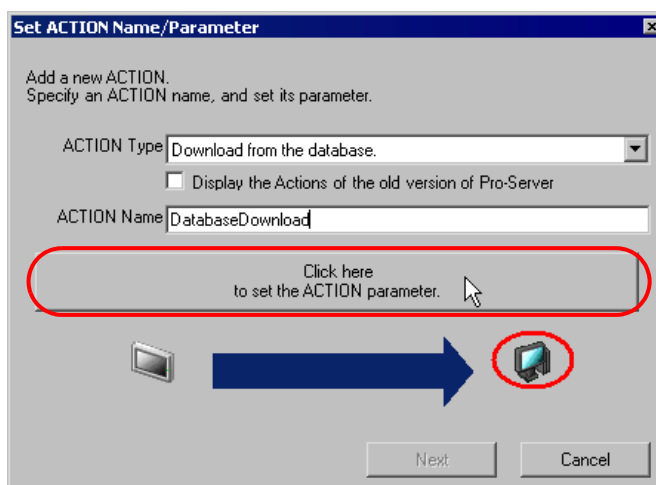 Set ACTION Name/Parameter
Add a new ACTION.
Specify an ACTION name, and set its parameter.
ACTION Type Download from the database.
Display the Actions of the old version of Pro-Server
ACTION Name DatabaseDownload
Click here
to set the ACTION parameter.
Next Cancel